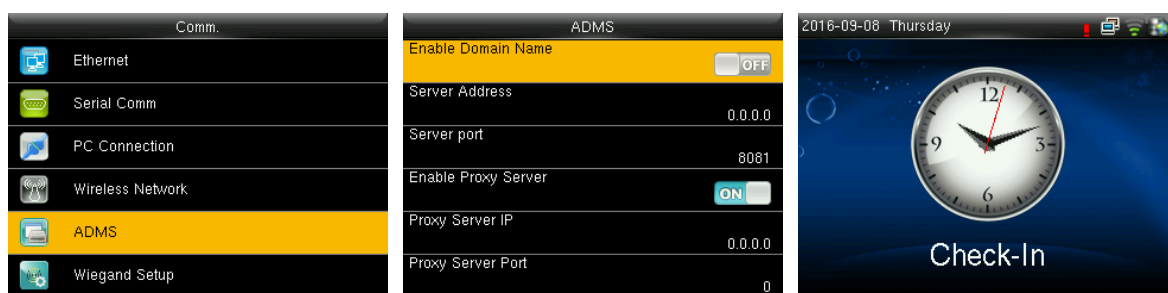 Comm.
Ethernet
Serial Comm
PC Connection
Wireless Network
ADMS
Wiegand Setup
ADMS
Enable Domain Name
OFF
Server Address
0.0.0.0
Server port
8081
Enable Proxy Server
ON
Proxy Server IP
0.0.0.0
Proxy Server Port
0
2016-09-08 Thursday
12
9
3
6
Check-In